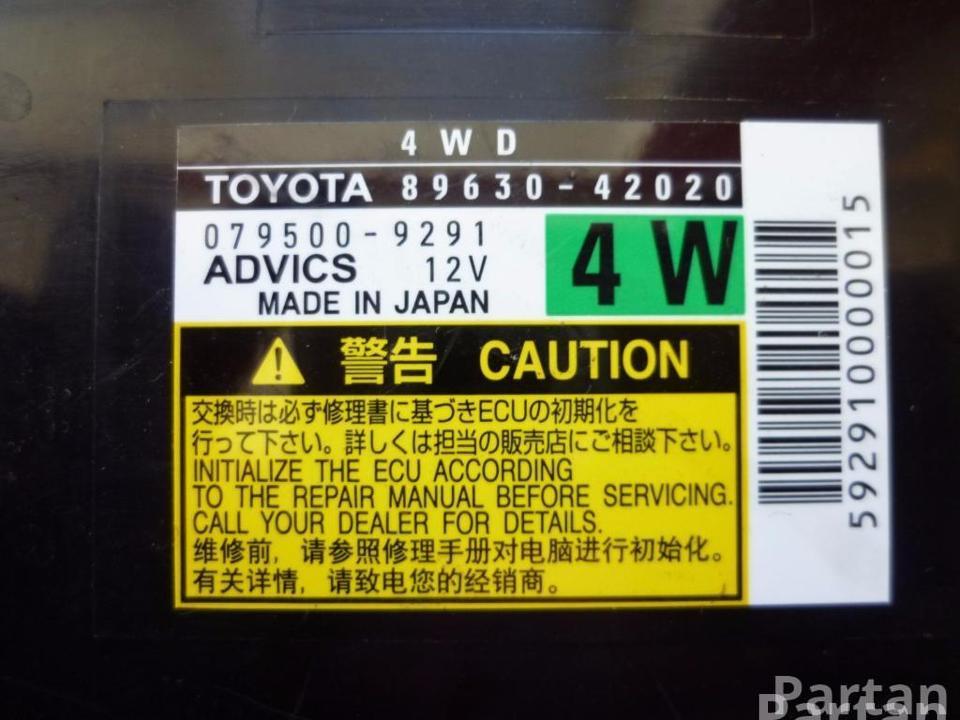 4WD
TOYOTA 89630-42020
079500-9291
ADVICS 12V
MADE IN JAPAN
4W
警告 CAUTION
交換時は必ず修理書に基づきECUの初期化を
行って下さい。詳しくは担当の販売店にご相談下さい。
INITIALIZE THE ECU ACCORDING
TO THE REPAIR MANUAL BEFORE SERVICING.
CALL YOUR DEALER FOR DETAILS.
维修前，请参照修理手册对电脑进行初始化。
有关详情，请致电您的经销商。
592910000015
Partan
Partan